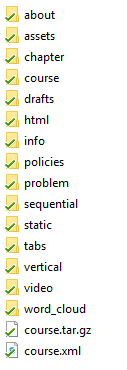 about
assets
chapter
course
drafts
html
info
policies
problem
sequential
static
tabs
vertical
video
word_cloud
course.tar.gz
course.xml